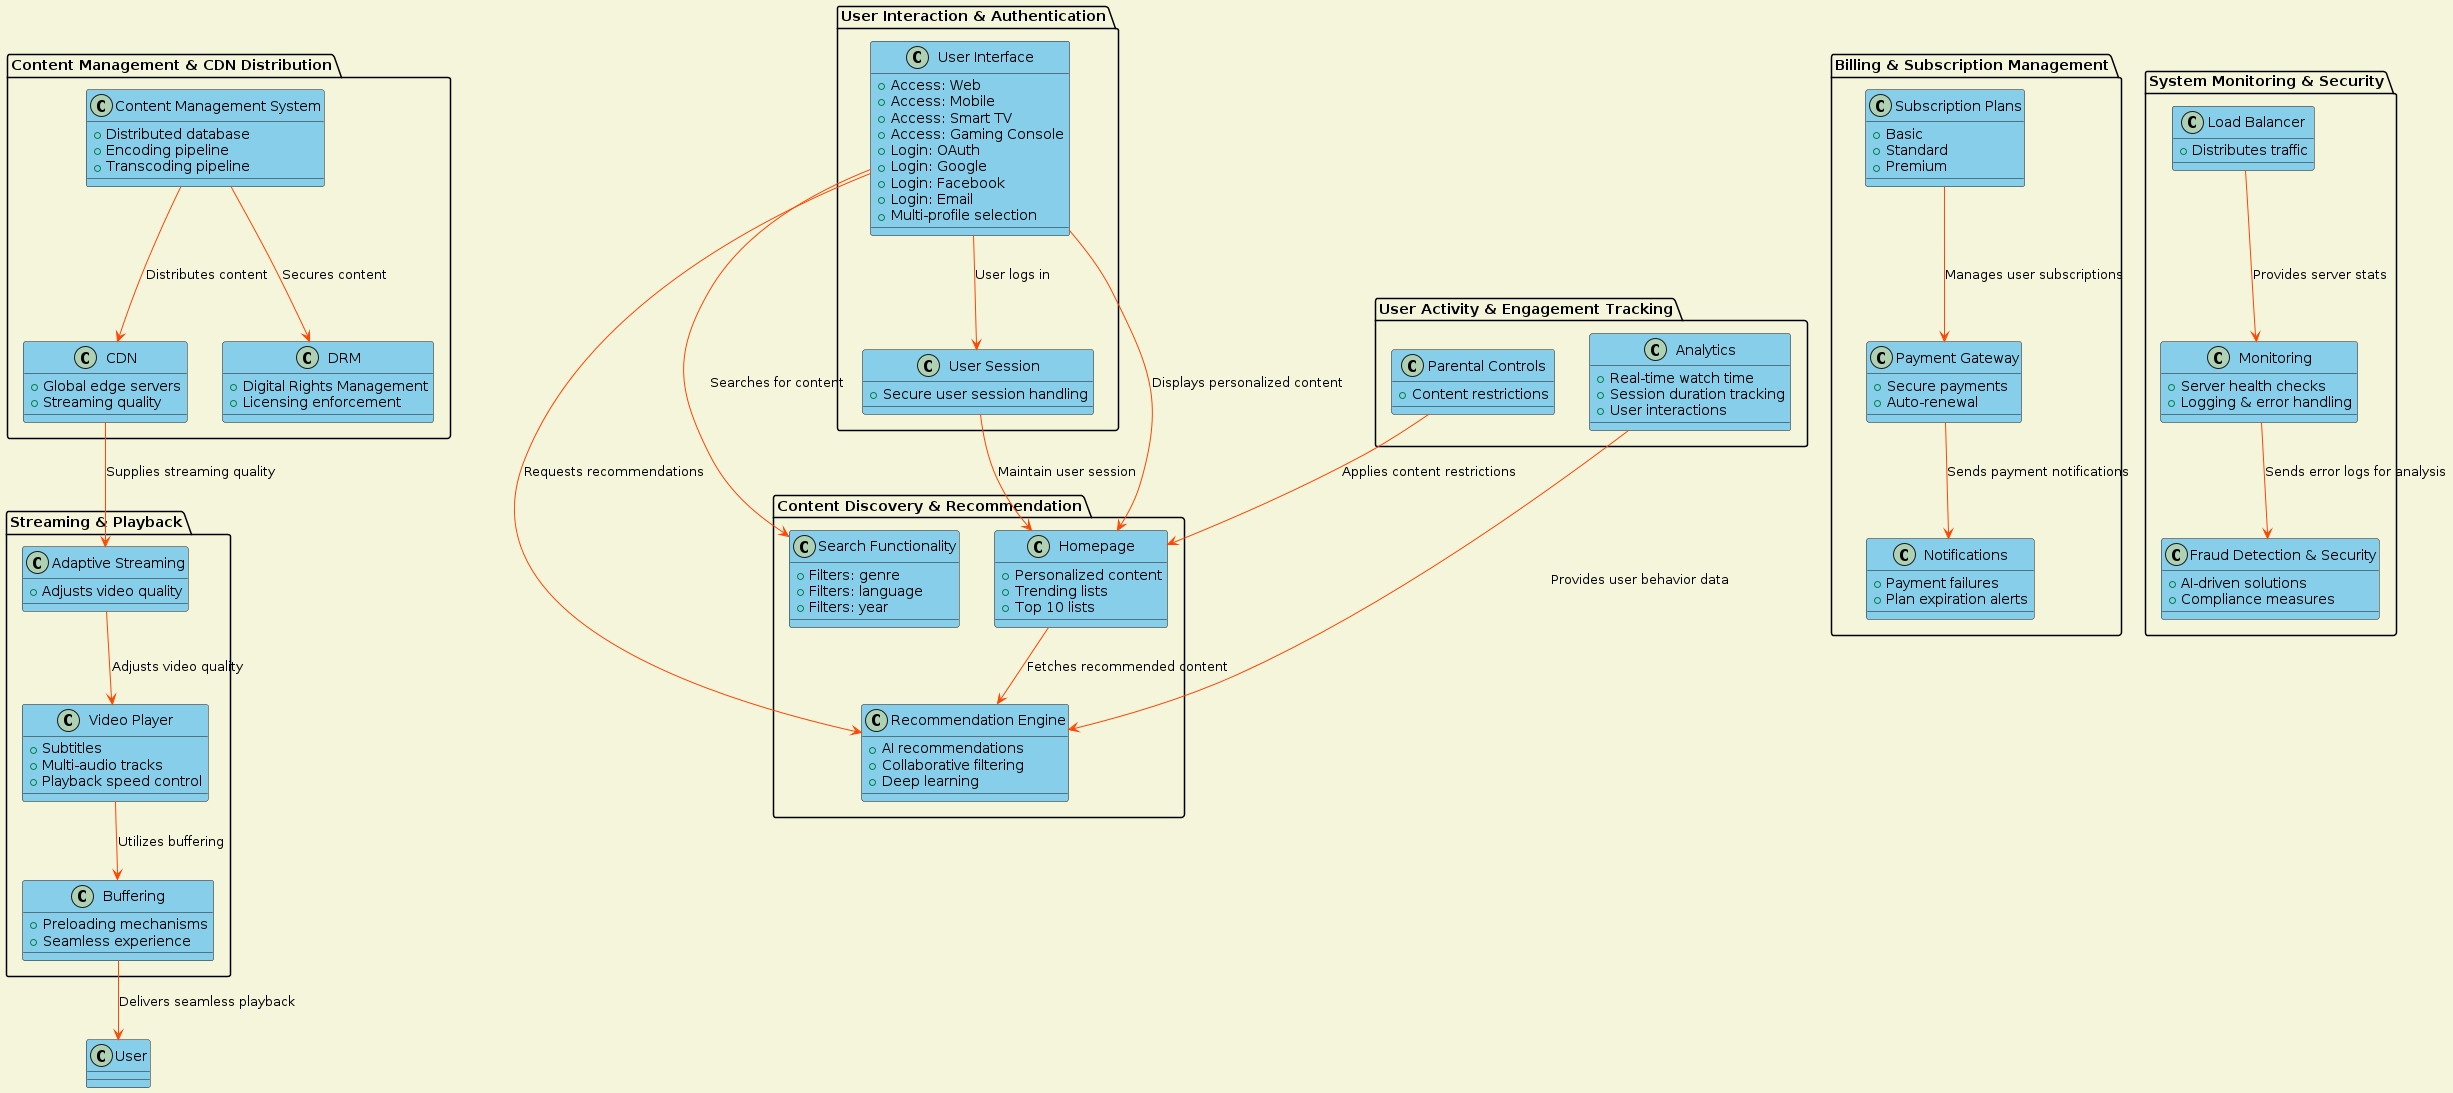 User Interaction & Authentication
C User Interface
Access: Web
Access: Mobile
Access: Smart TV
Access: Gaming Console
Login: OAuth
Login: Google
Login: Facebook
Login: Email
Multi-profile selection
User logs in
C User Session
Secure user session handling
Content Management & CDN Distribution
C Content Management System
Distributed database
Encoding pipeline
Transcoding pipeline
Distributes content
Secures content
C CDN
Global edge servers
Streaming quality
C DRM
Digital Rights Management
Licensing enforcement
Supplies streaming quality
Streaming & Playback
C Adaptive Streaming
Adjusts video quality
Adjusts video quality
C Video Player
Subtitles
Multi-audio tracks
Playback speed control
Utilizes buffering
C Buffering
Preloading mechanisms
Seamless experience
Delivers seamless playback
C User
Searches for content
Displays personalized content
Requests recommendations
Maintain user session
Content Discovery & Recommendation
C Search Functionality
Filters: genre
Filters: language
Filters: year
C Homepage
Personalized content
Trending lists
Top 10 lists
Fetches recommended content
C Recommendation Engine
AI recommendations
Collaborative filtering
Deep learning
User Activity & Engagement Tracking
C Parental Controls
Content restrictions
C Analytics
Real-time watch time
Session duration tracking
User interactions
Applies content restrictions
Provides user behavior data
Billing & Subscription Management
C Subscription Plans
Basic
Standard
Premium
Manages user subscriptions
C Payment Gateway
Secure payments
Auto-renewal
Sends payment notifications
C Notifications
Payment failures
Plan expiration alerts
System Monitoring & Security
C Load Balancer
Distributes traffic
Provides server stats
C Monitoring
Server health checks
Logging & error handling
Sends error logs for analysis
C Fraud Detection & Security
AI-driven solutions
Compliance measures